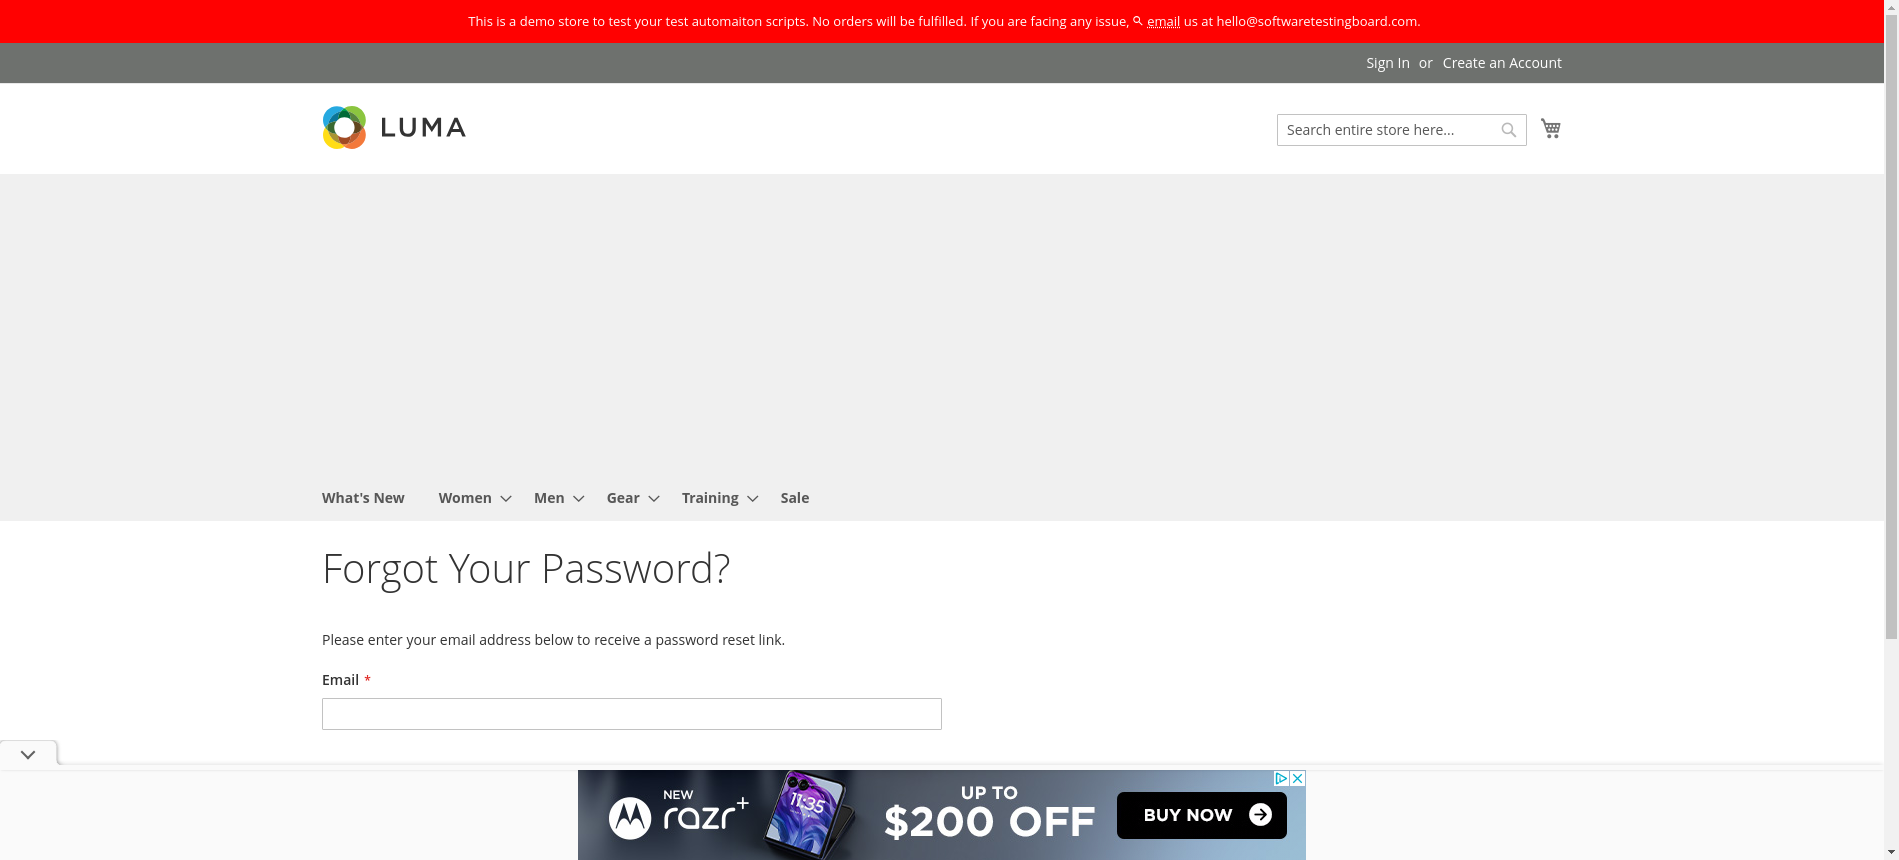 This is a demo store to test your test automaiton scripts. No orders will be fulfilled. If you are facing any issue, email us at hello@softwaretestingboard.com.
Sign In or Create an Account
LUMA
Search entire store here...
What's New Women Men Gear Training Sale
Forgot Your Password?
Please enter your email address below to receive a password reset link.
Email *
NEW
razr+
11:35
UP TO
$200 OFF
BUY NOW